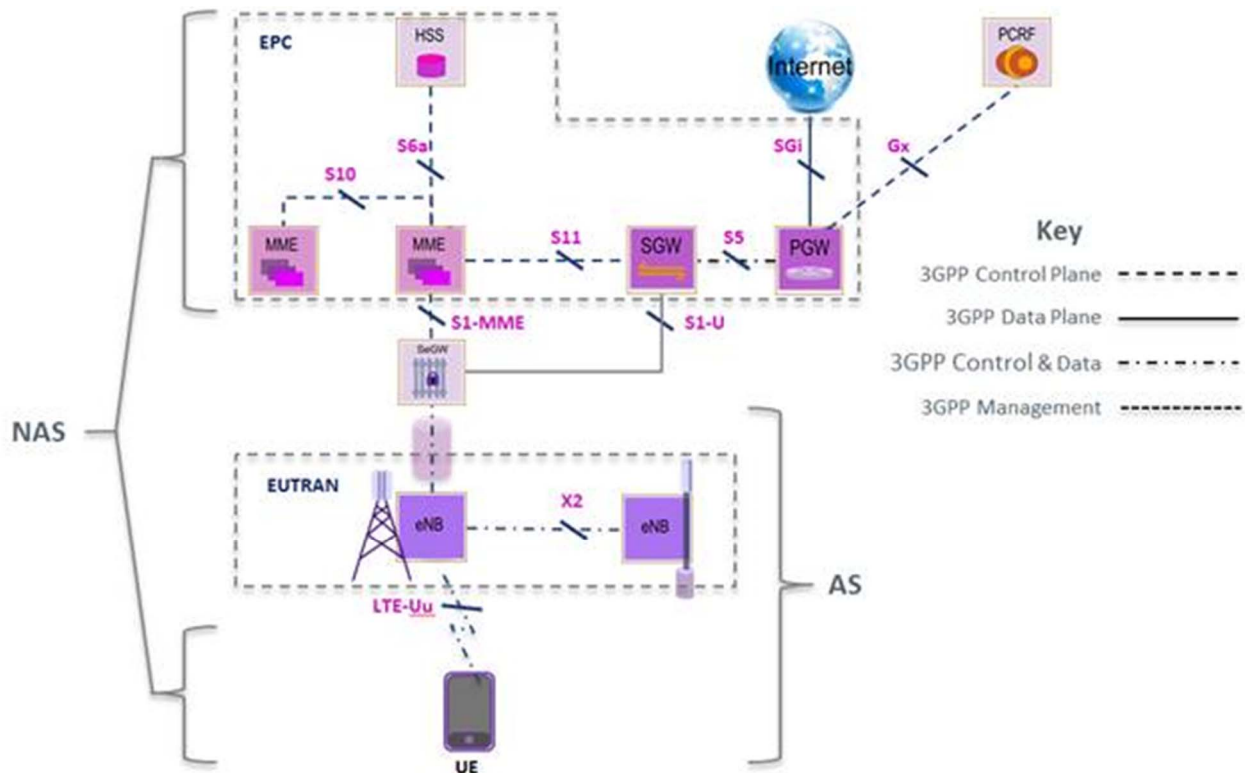 EPC
HSS
Internet
PCRF
S6a
SGi
Gx
S10
MME
MME
S11
SGW
S5
PGW
Key
3GPP Control Plane
3GPP Data Plane
3GPP Control & Data
3GPP Management
S1-MME
S1-U
SeGW
NAS
EUTRAN
eNB
X2
eNB
AS
LTE-Uu
UE